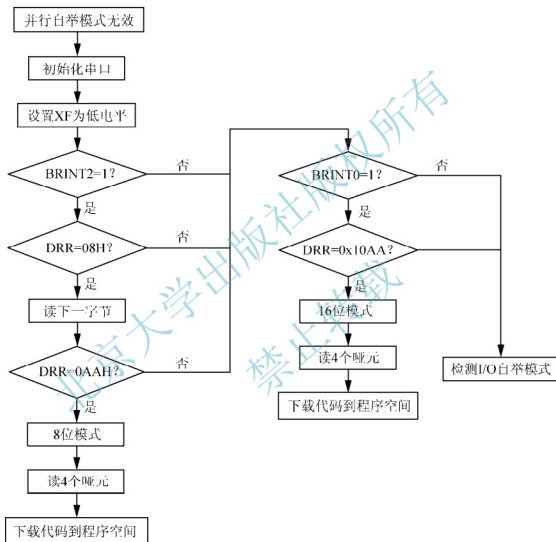 并行自举模式无效
初始化串口
设置XF为低电平
BRINT2=1?
否
是
DRR=08H?
否
是
读下一字节
DRR=0AAH?
否
是
8位模式
读4个哑元
下载代码到程序空间
BRINT0=1?
否
是
DRR=0x10AA?
是
16位模式
读4个哑元
下载代码到程序空间
检测I/O自举模式
北京大学出版社版权所有
禁止转载